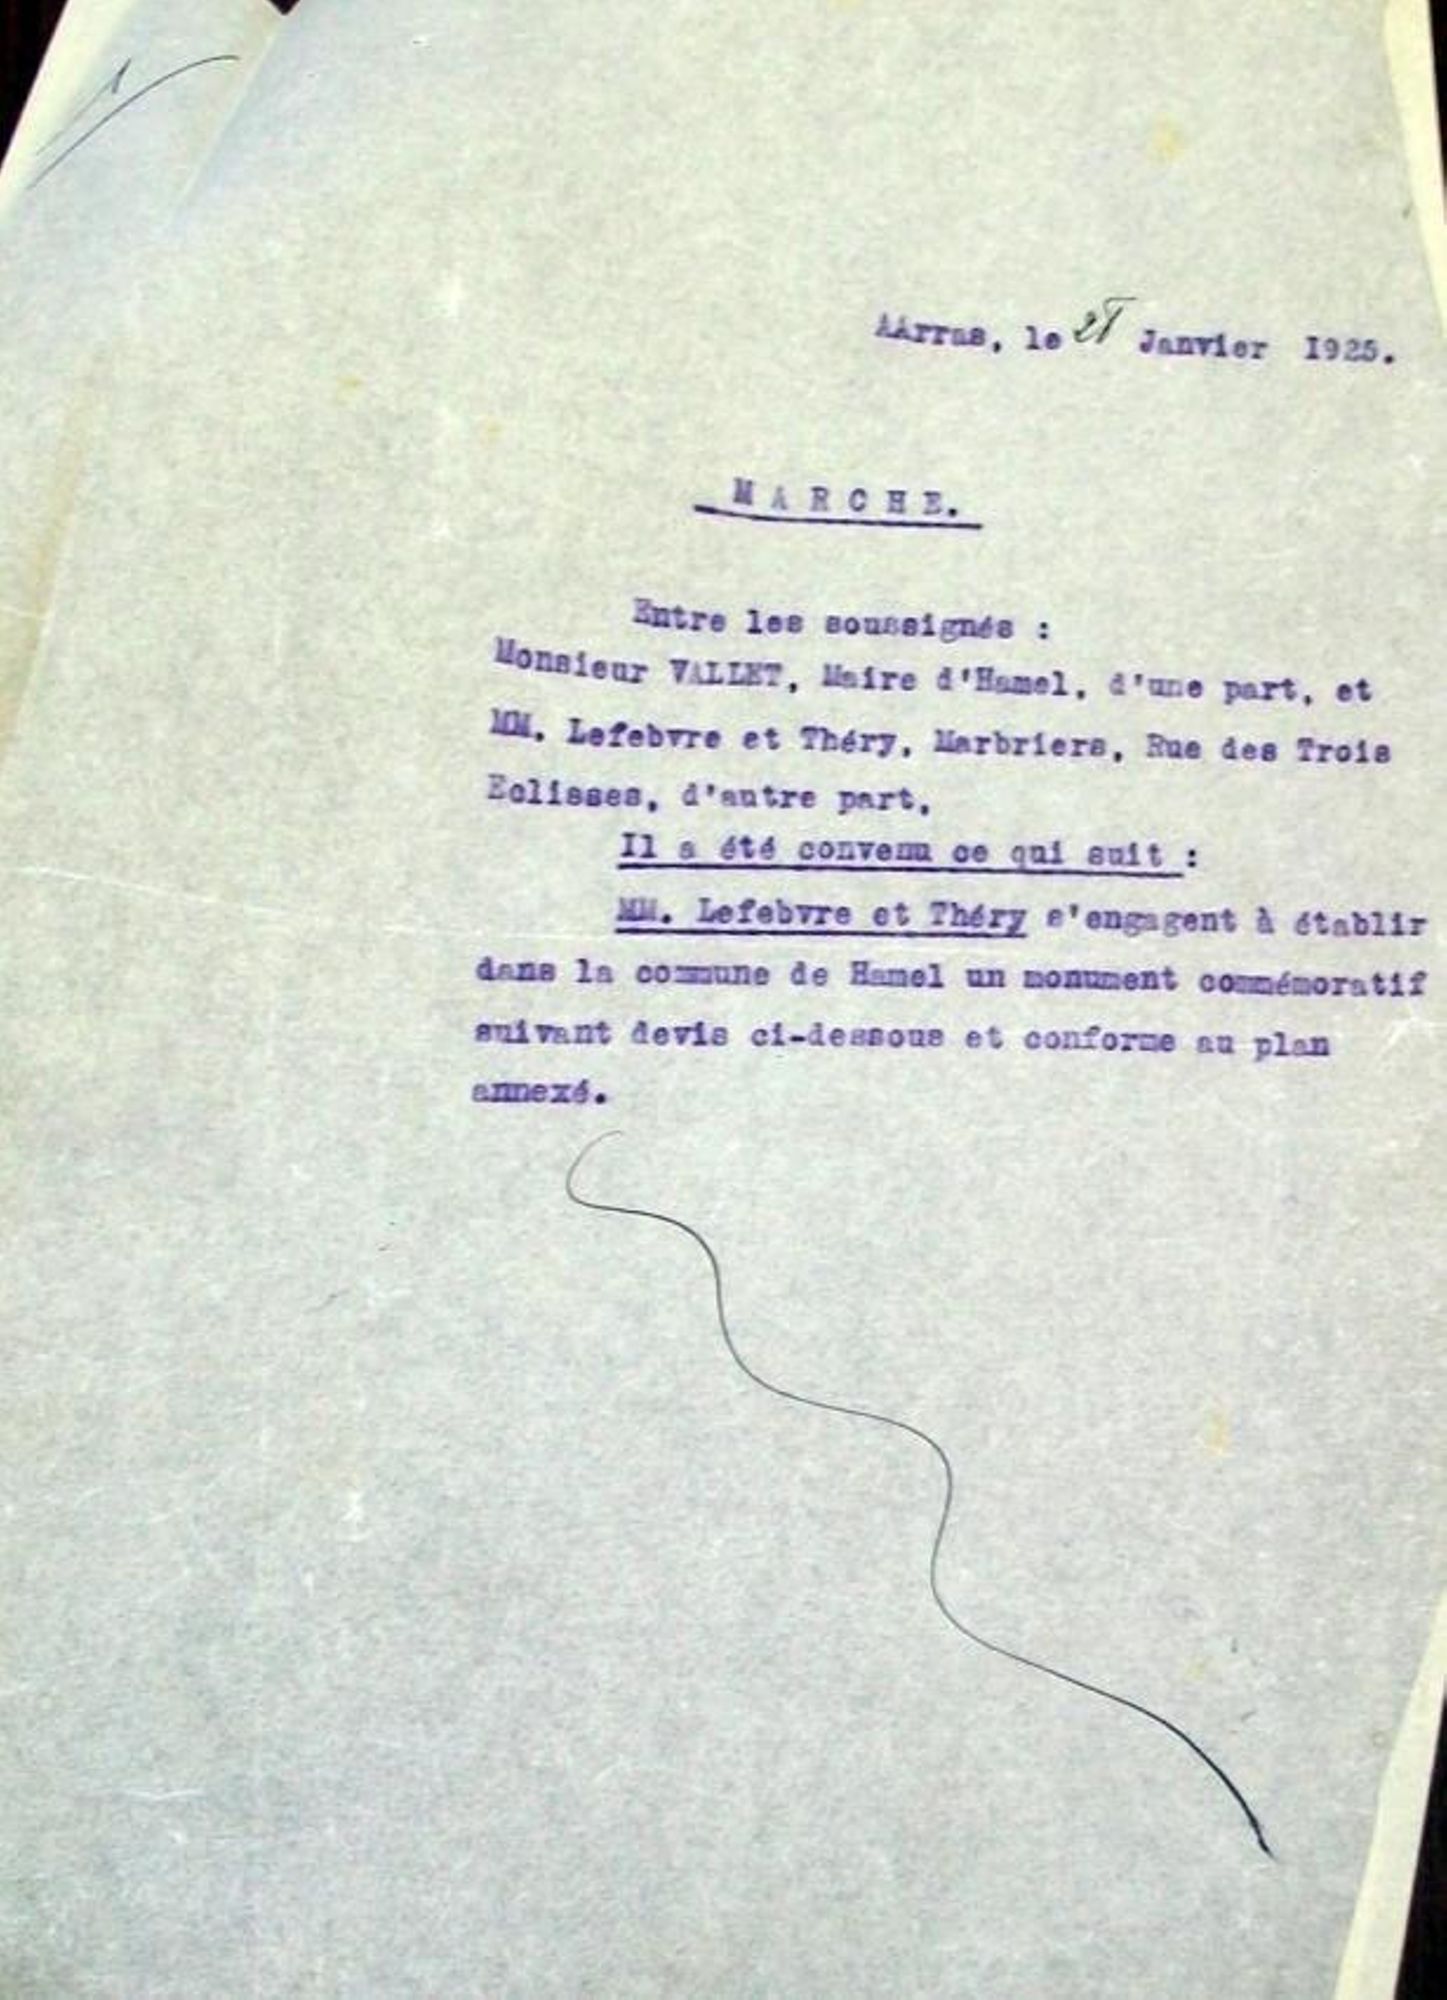 AArras, le Janvier 1925.
MARCHE.
Entre les soussignés :
Monsieur VALLET, Maire d'Hamel, d'une part, et
MM. Lefebvre et Théry, Marbriers, Rue des Trois
Eclisses, d'autre part,
Il a été convenu ce qui suit :
MM. Lefebvre et Théry s'engagent à établir
dans la commune de Hamel un monument commémoratif
suivant devis ci-dessous et conforme au plan
annexé.